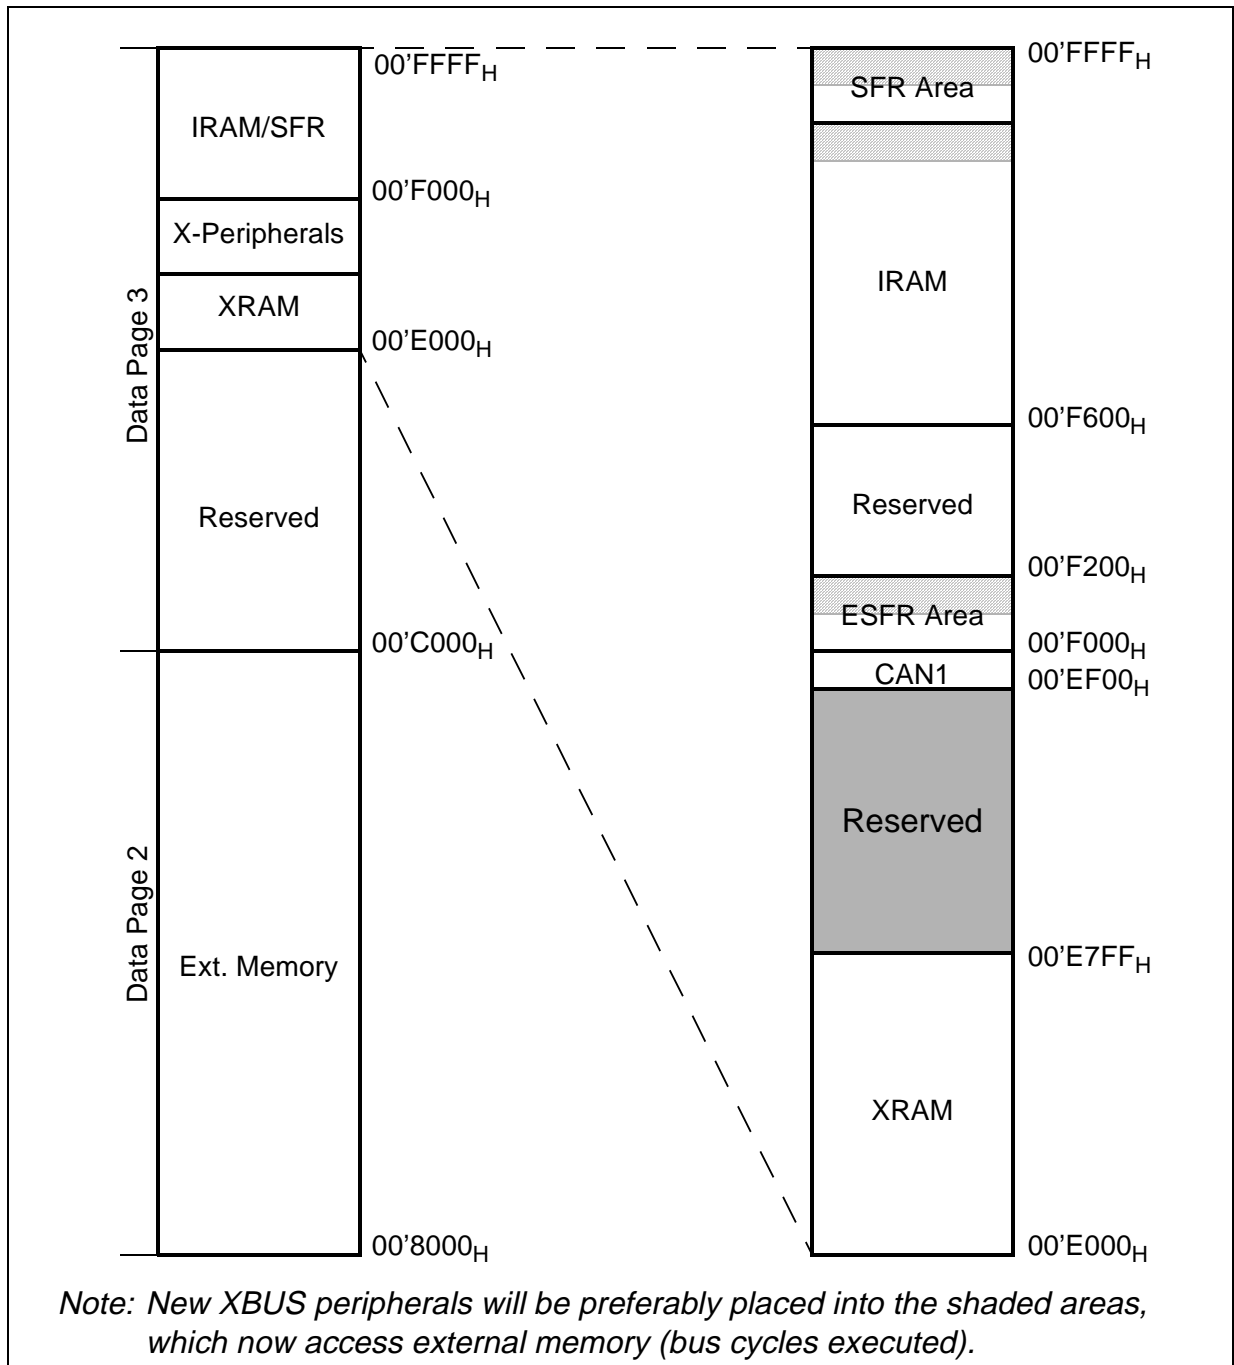 00’FFFFH
IRAM/SFR
00’F000H
X-Peripherals
XRAM
00’E000H
Data Page 3
Reserved
00’C000H
Data Page 2
Ext. Memory
00’8000H
00’FFFFH
SFR Area
IRAM
00’F600H
Reserved
00’F200H
ESFR Area
00’F000H
CAN1
00’EF00H
Reserved
00’E7FFH
XRAM
00’E000H
Note: New XBUS peripherals will be preferably placed into the shaded areas,
which now access external memory (bus cycles executed).